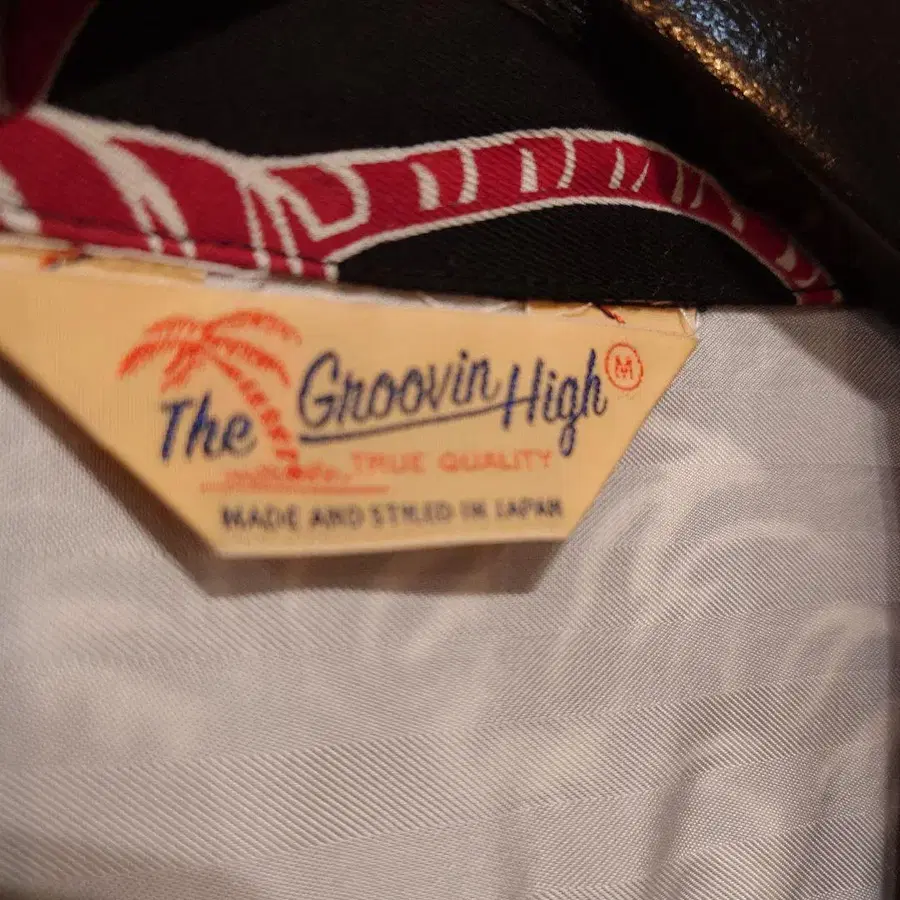 The Groovin High M
TRUE QUALITY
MADE AND STYLED IN JAPAN